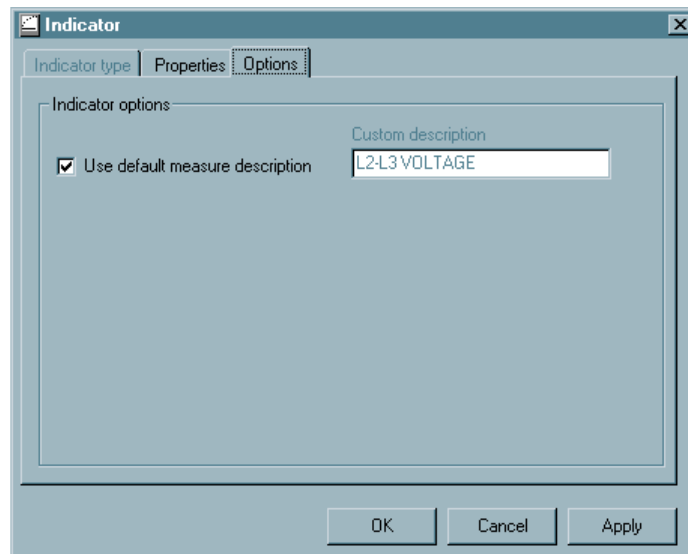 Indicator
Indicator type Properties Options
Indicator options
Custom description
Use default measure description L2-L3 VOLTAGE
OK Cancel Apply